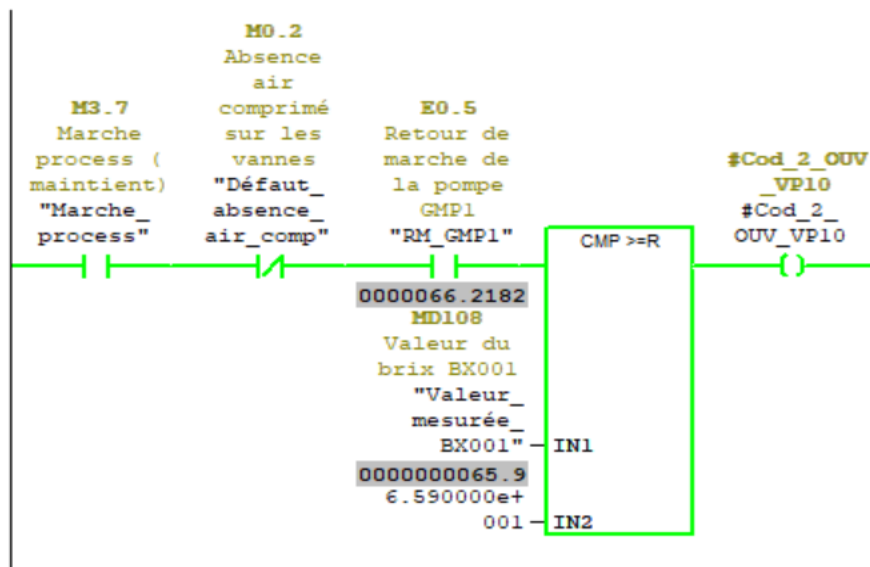 M3.7
Marche
process (
maintient)
"Marche_
process"
M0.2
Absence
air
comprimé
sur les
vannes
"Défaut_
absence_
air_comp"
E0.5
Retour de
marche de
la pompe
GMP1
"RM_GMP1"
CMP >=R
0000066.2182
MD108
Valeur du
brix BX001
"Valeur_
mesurée_
BX001"
IN1
0000000065.9
6.590000e+
001
IN2
#Cod_2_OUV
_VP10
#Cod_2_
OUV_VP10